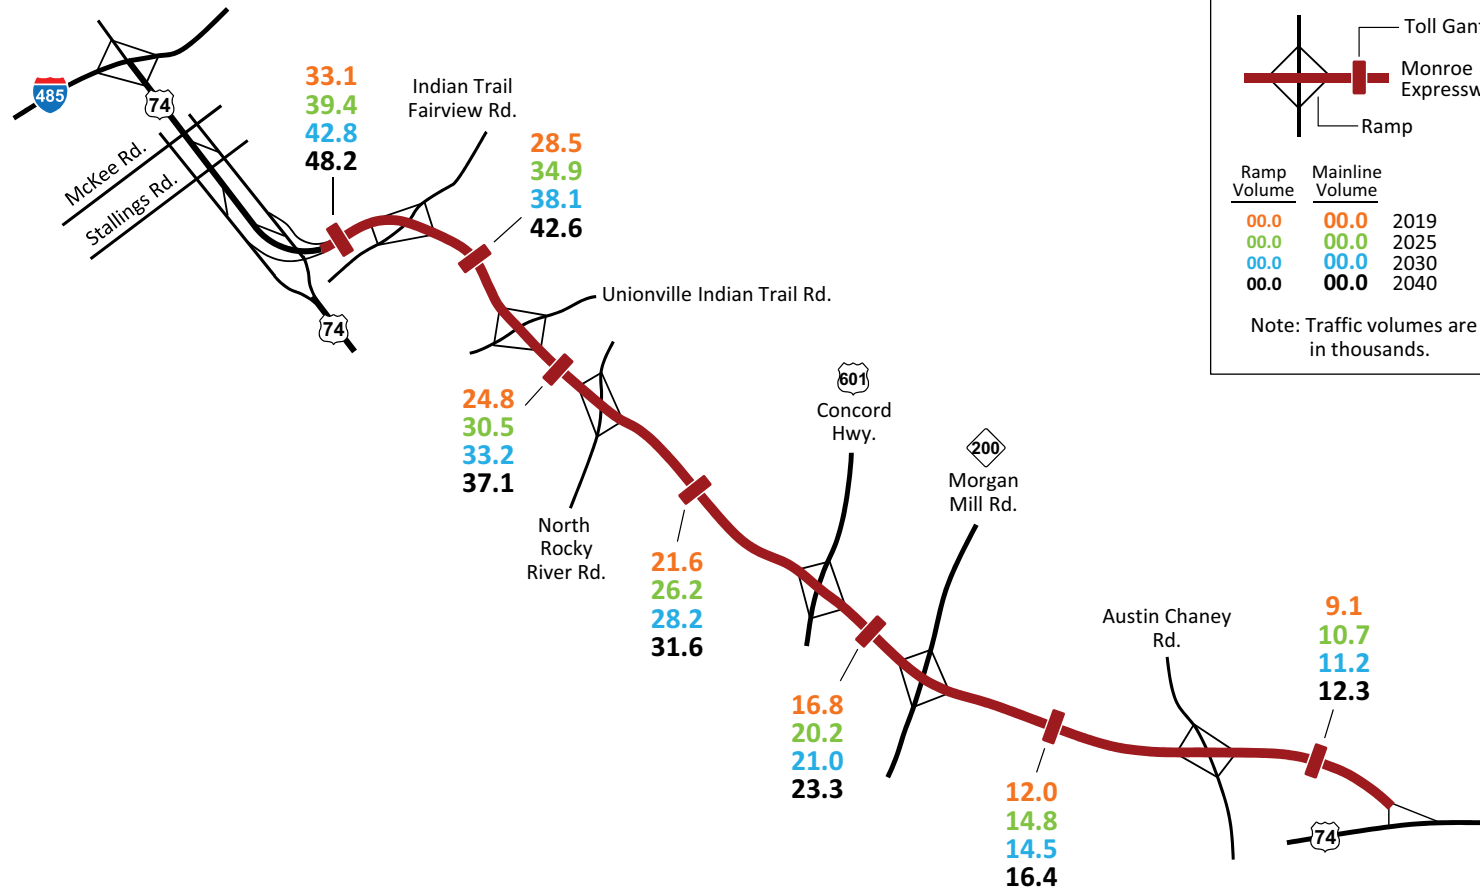 485
74
McKee Rd.
Stallings Rd.
33.1
39.4
42.8
48.2
Indian Trail
Fairview Rd.
28.5
34.9
38.1
42.6
74
Unionville Indian Trail Rd.
24.8
30.5
33.2
37.1
North
Rocky
River Rd.
21.6
26.2
28.2
31.6
601
Concord
Hwy.
16.8
20.2
21.0
23.3
200
Morgan
Mill Rd.
12.0
14.8
14.5
16.4
Austin Chaney
Rd.
9.1
10.7
11.2
12.3
74
Toll Gant
Monroe
Expressw
Ramp
Ramp Mainline
Volume Volume
00.0 00.0 2019
00.0 00.0 2025
00.0 00.0 2030
00.0 00.0 2040
Note: Traffic volumes are
in thousands.